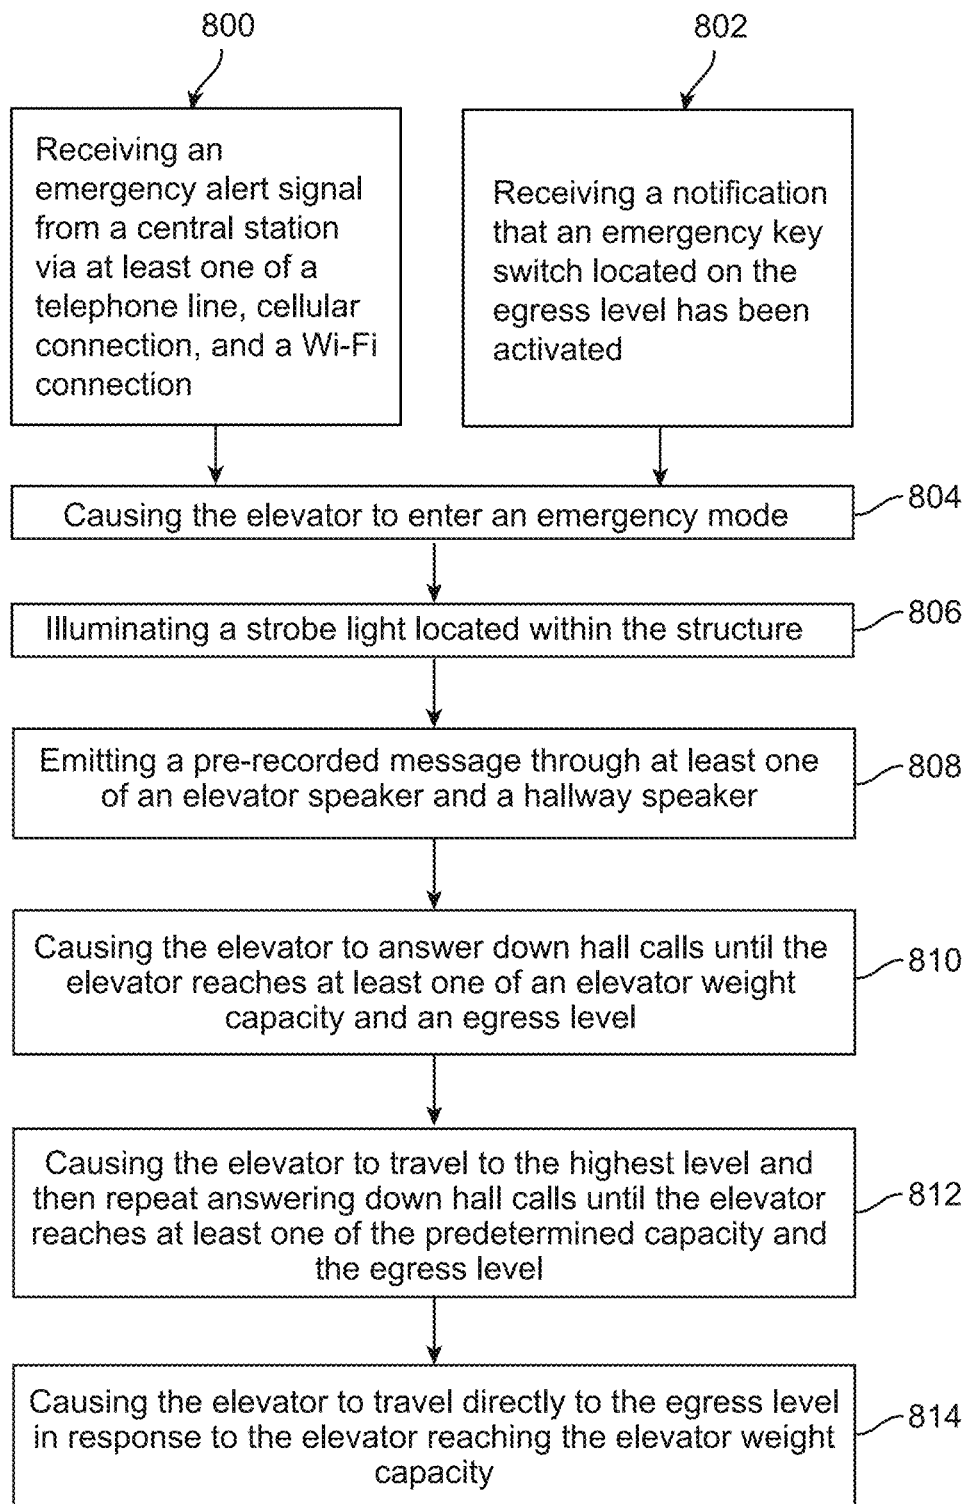 800
802
Receiving an
emergency alert signal
from a central station
via at least one of a
telephone line, cellular
connection, and a Wi-Fi
connection
Receiving a notification
that an emergency key
switch located on the
egress level has been
activated
Causing the elevator to enter an emergency mode
804
Illuminating a strobe light located within the structure
806
Emitting a pre-recorded message through at least one
of an elevator speaker and a hallway speaker
808
Causing the elevator to answer down hall calls until the
elevator reaches at least one of an elevator weight
capacity and an egress level
810
Causing the elevator to travel to the highest level and
then repeat answering down hall calls until the elevator
reaches at least one of the predetermined capacity and
the egress level
812
Causing the elevator to travel directly to the egress level
in response to the elevator reaching the elevator weight
capacity
814